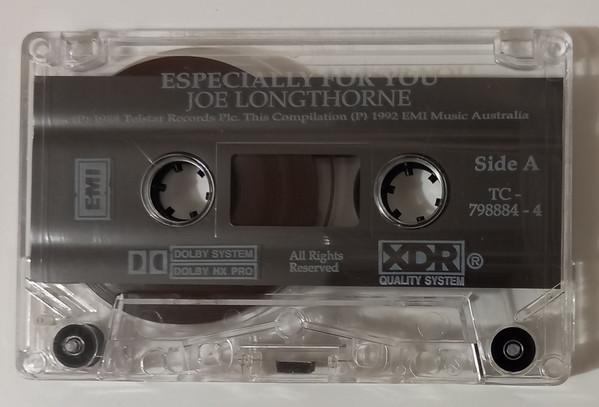 ESPECIALLY FOR YOU
JOE LONGTHORNE
(P) 1988 Telstar Records Plc. This Compilation (P) 1992 EMI Music Australia
EMI
Side A
TC -
798884 - 4
DOLBY SYSTEM
DOLBY HX PRO
All Rights
Reserved
XDR ®
QUALITY SYSTEM